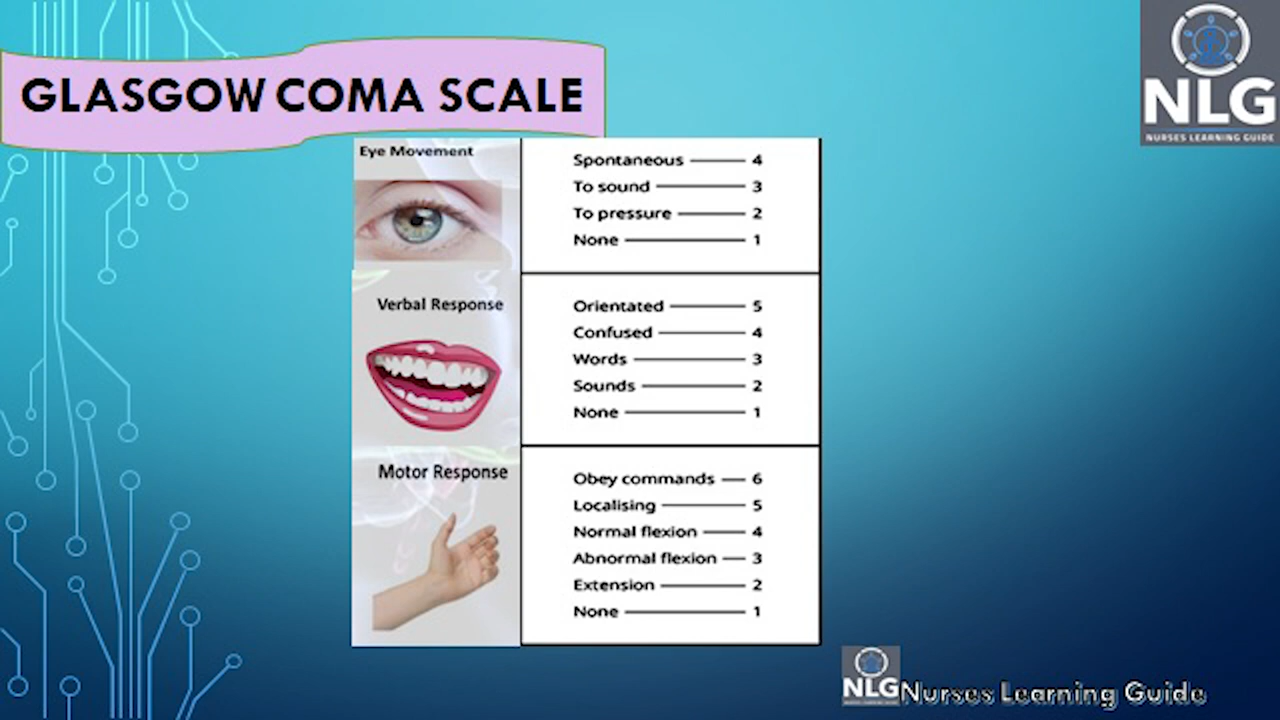 GLASGOW COMA SCALE
NLG
NURSES LEARNING GUIDE
Eye Movement
Spontaneous 4
To sound 3
To pressure 2
None 1
Verbal Response
Orientated 5
Confused 4
Words 3
Sounds 2
None 1
Motor Response
Obey commands 6
Localising 5
Normal flexion 4
Abnormal flexion 3
Extension 2
None 1
NLG Nurses Learning Guide